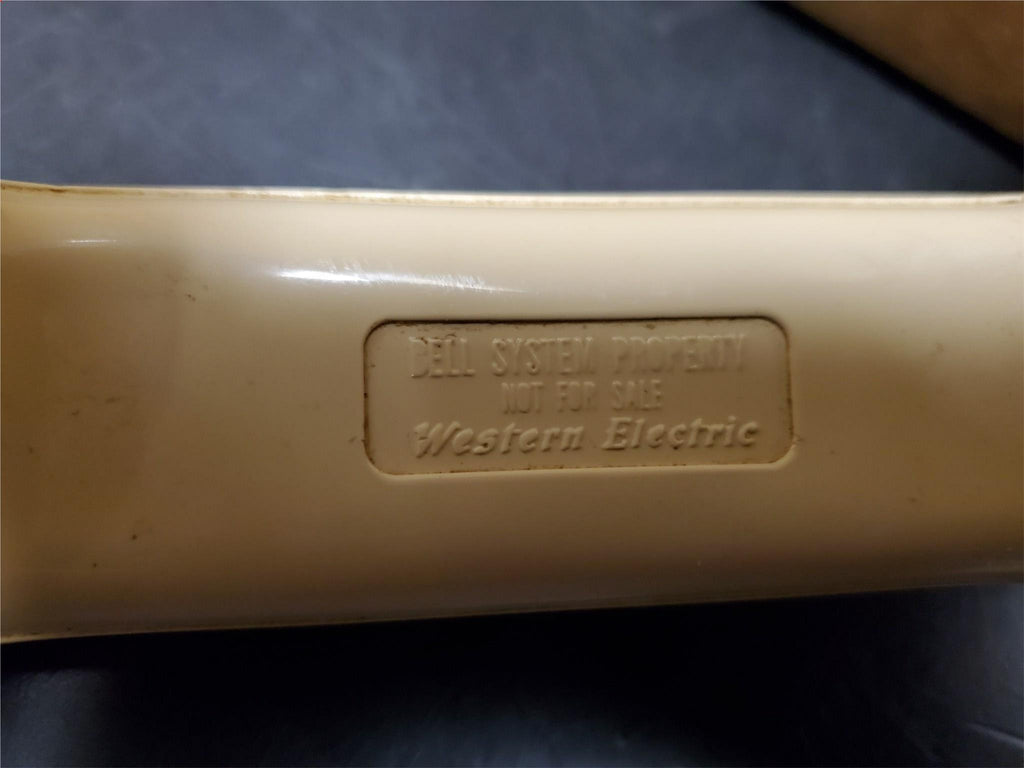 BELL SYSTEM PROPERTY
NOT FOR SALE
Western Electric